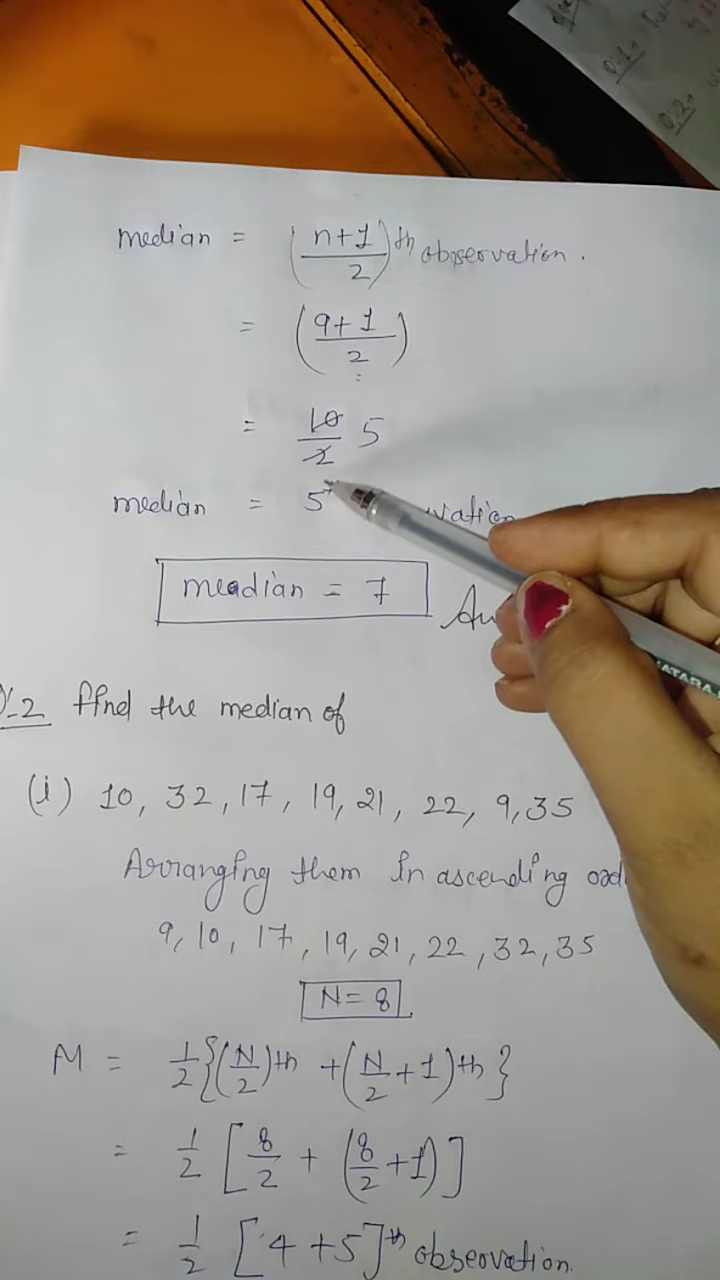 median = (n+1/2)th observation.
= (9+1/2)
= 10/2 5
median = 5th
meadian = 7
-2 find the median of
(i) 10, 32, 17, 19, 21, 22, 9, 35
Arranging them in ascending
9, 10, 17, 19, 21, 22, 32, 35
N = 8
M = 1/2{(N/2)th + (N/2 + 1)th}
= 1/2 [8/2 + (8/2 + 1)]
= 1/2 [4 + 5]th observation.